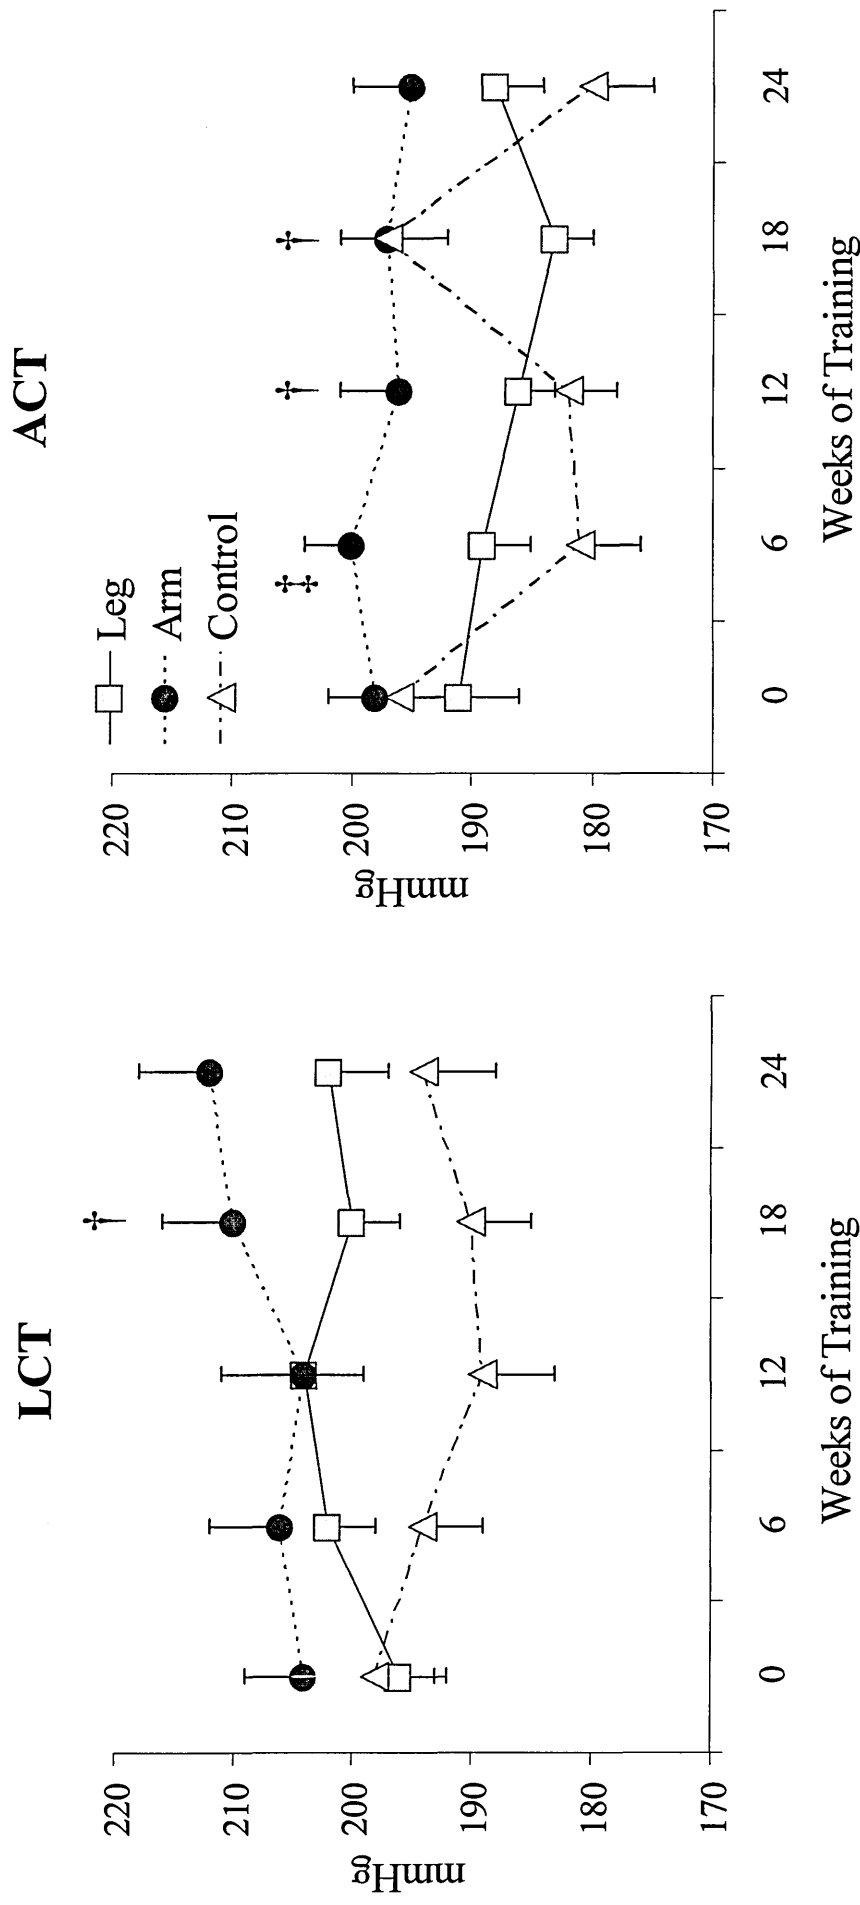 LCT
†
220
210
200
190
180
170
mmHg
0
6
12
18
24
Weeks of Training
ACT
Leg
Arm
Control
‡
†
†
220
210
200
190
180
170
mmHg
0
6
12
18
24
Weeks of Training